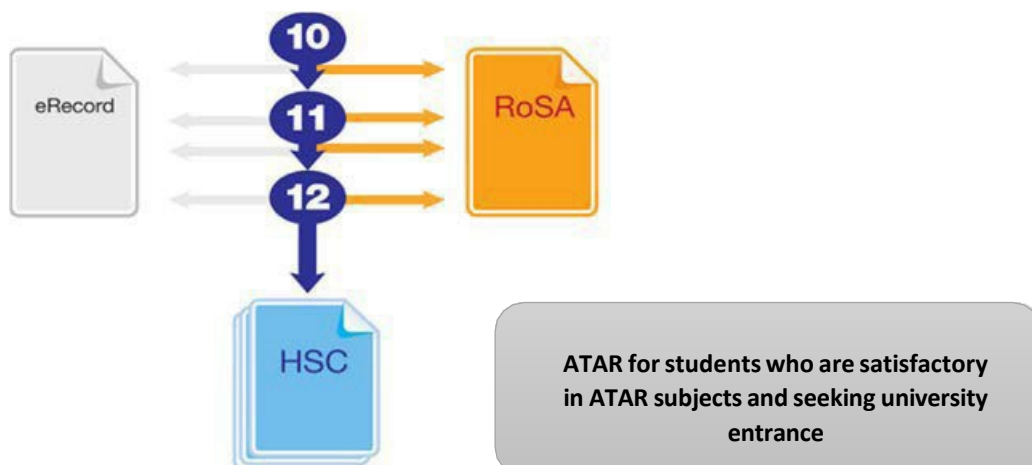 10
eRecord
RoSA
11
12
HSC
ATAR for students who are satisfactory
in ATAR subjects and seeking university
entrance